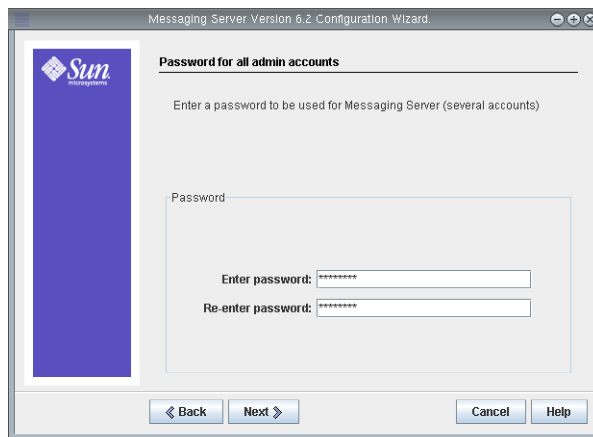 Messaging Server Version 6.2 Configuration Wizard.
Sun
microsystems
Password for all admin accounts
Enter a password to be used for Messaging Server (several accounts)
Password
Enter password: ********
Re-enter password: ********
Back
Next
Cancel
Help